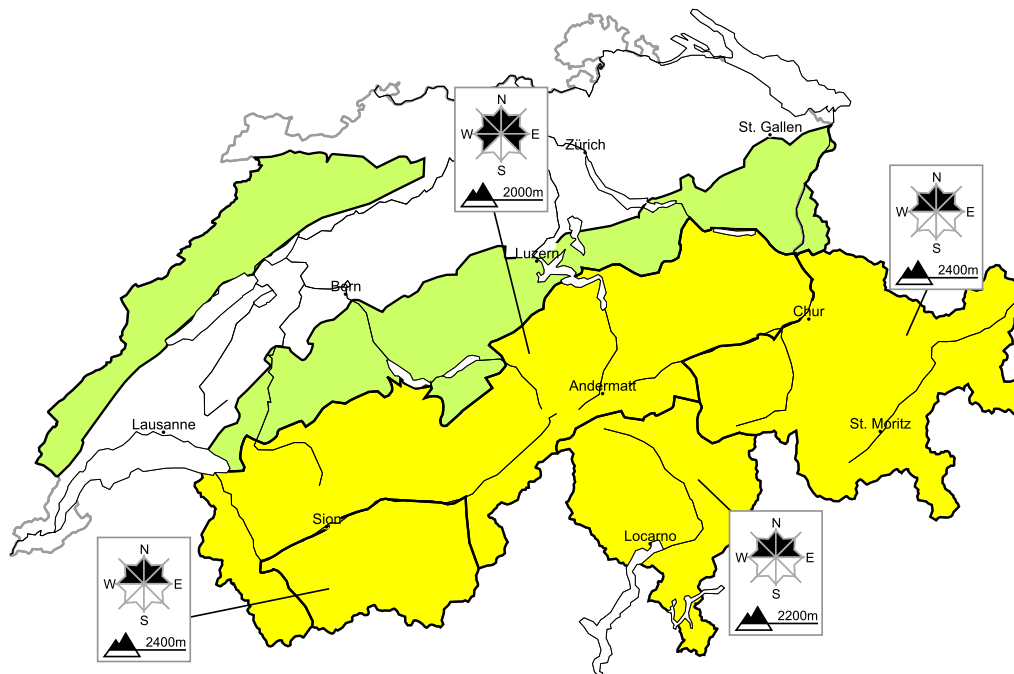 N
W E
S
2000m
Zürich
St. Gallen
N
W E
S
2400m
Luzern
Bern
Chur
Andermatt
Lausanne
St. Moritz
Sion
Locarno
N
W E
S
2200m
N
W E
S
2400m